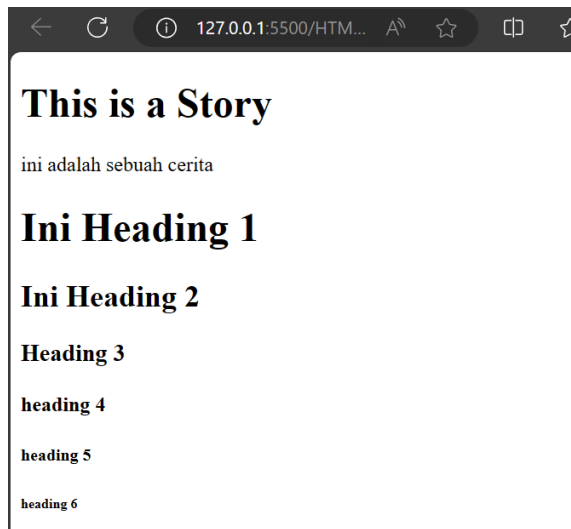 127.0.0.1:5500/HTM...
This is a Story
ini adalah sebuah cerita
Ini Heading 1
Ini Heading 2
Heading 3
heading 4
heading 5
heading 6